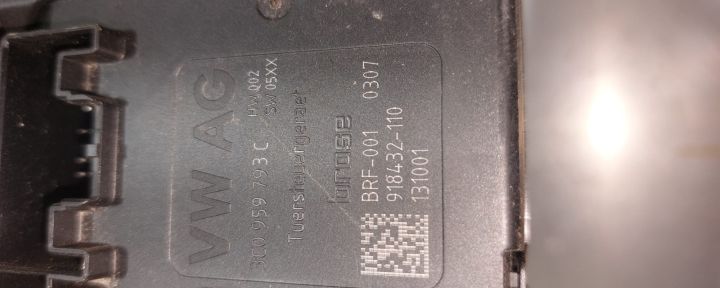 VW AG
3C0 959 793 C HW Q02
SW 05XX
Tuersteuergeraet
brose
BRF-001 0307
918432-110
131001